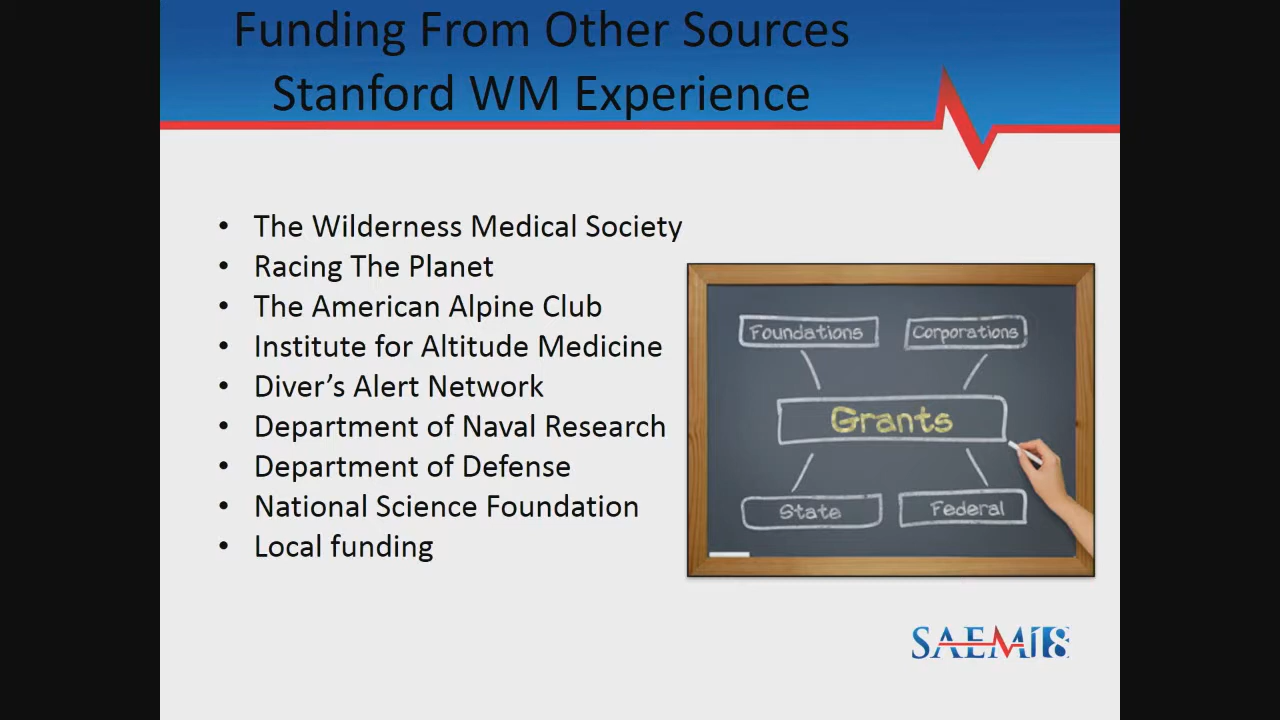 Funding From Other Sources
Stanford WM Experience
• The Wilderness Medical Society
• Racing The Planet
• The American Alpine Club
• Institute for Altitude Medicine
• Diver’s Alert Network
• Department of Naval Research
• Department of Defense
• National Science Foundation
• Local funding
Foundations
Corporations
Grants
State
Federal
SAEM18